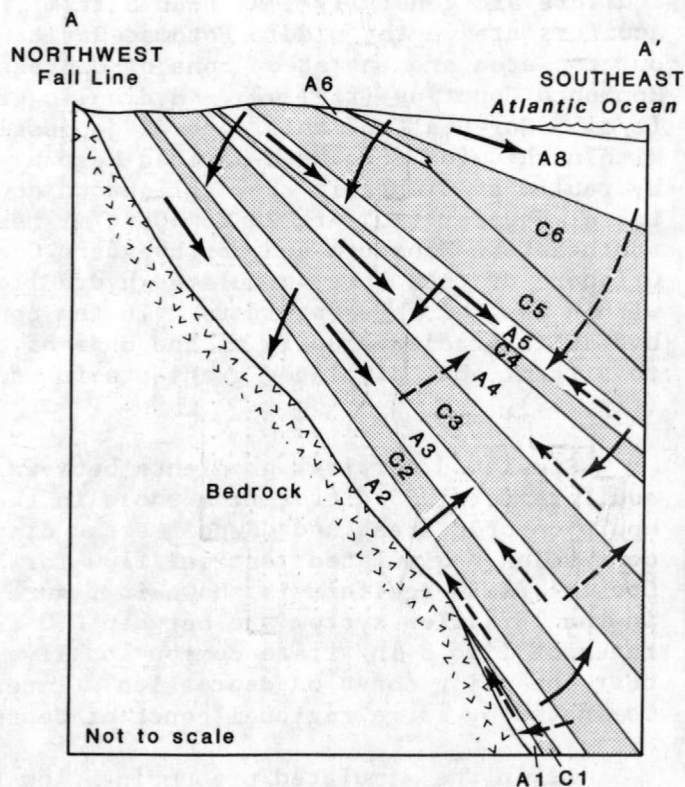 A
NORTHWEST
Fall Line
A'
SOUTHEAST
Atlantic Ocean
A6
A8
C6
C5
A5
C4
A4
C3
A3
C2
A2
Bedrock
Not to scale
A1 C1